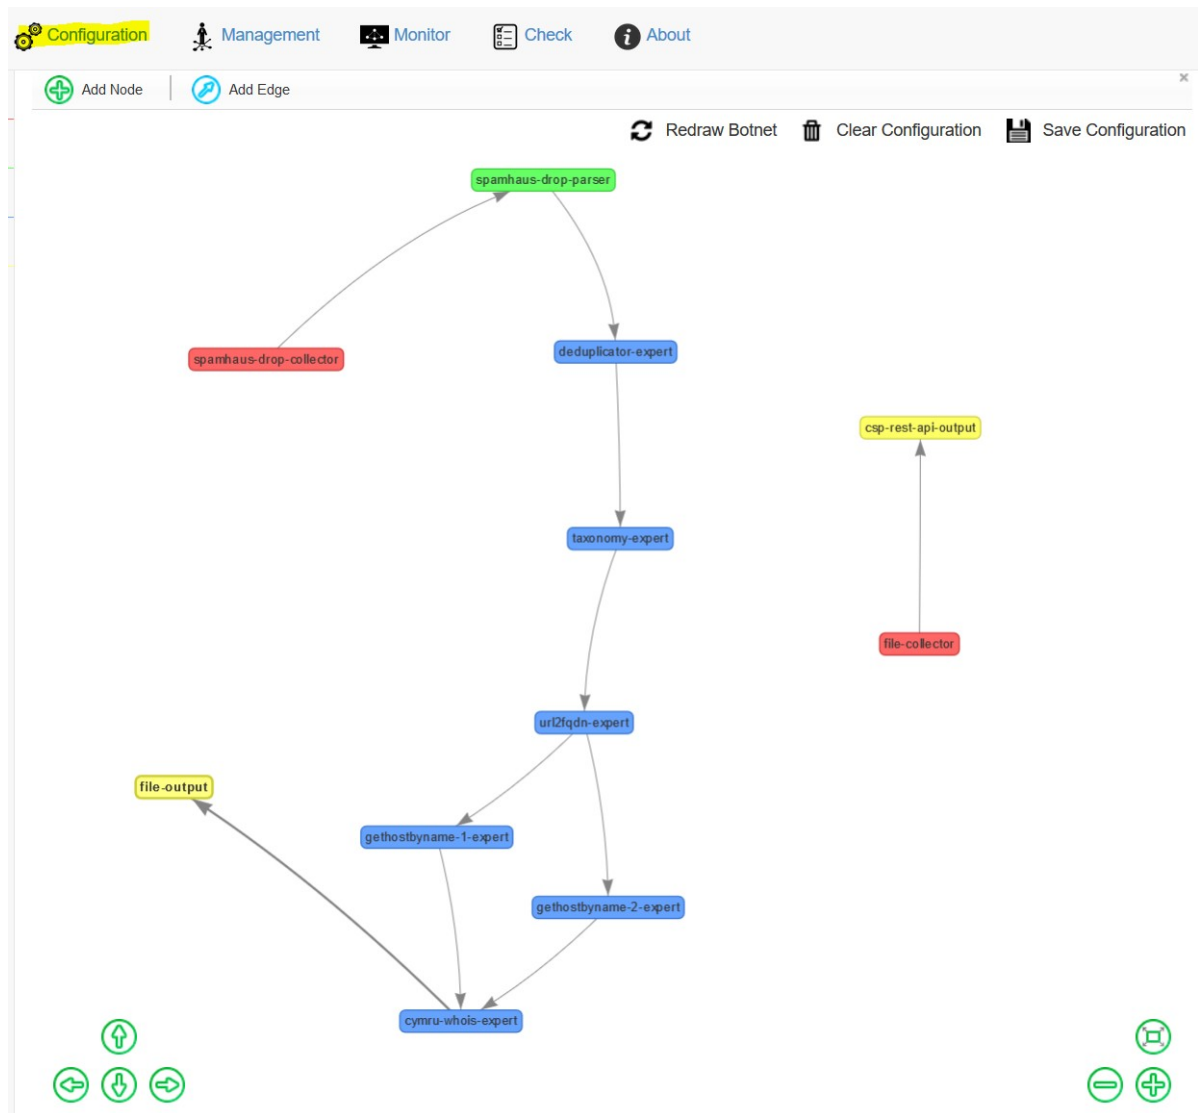 Configuration Management Monitor Check About
Add Node Add Edge
Redraw Botnet Clear Configuration Save Configuration
spamhaus-drop-parser
deduplicator-expert
spamhaus-drop-collector
csp-rest-api-output
taxonomy-expert
file-collector
url2fqdn-expert
file-output
gethostbyname-1-expert
gethostbyname-2-expert
cymru-whois-expert